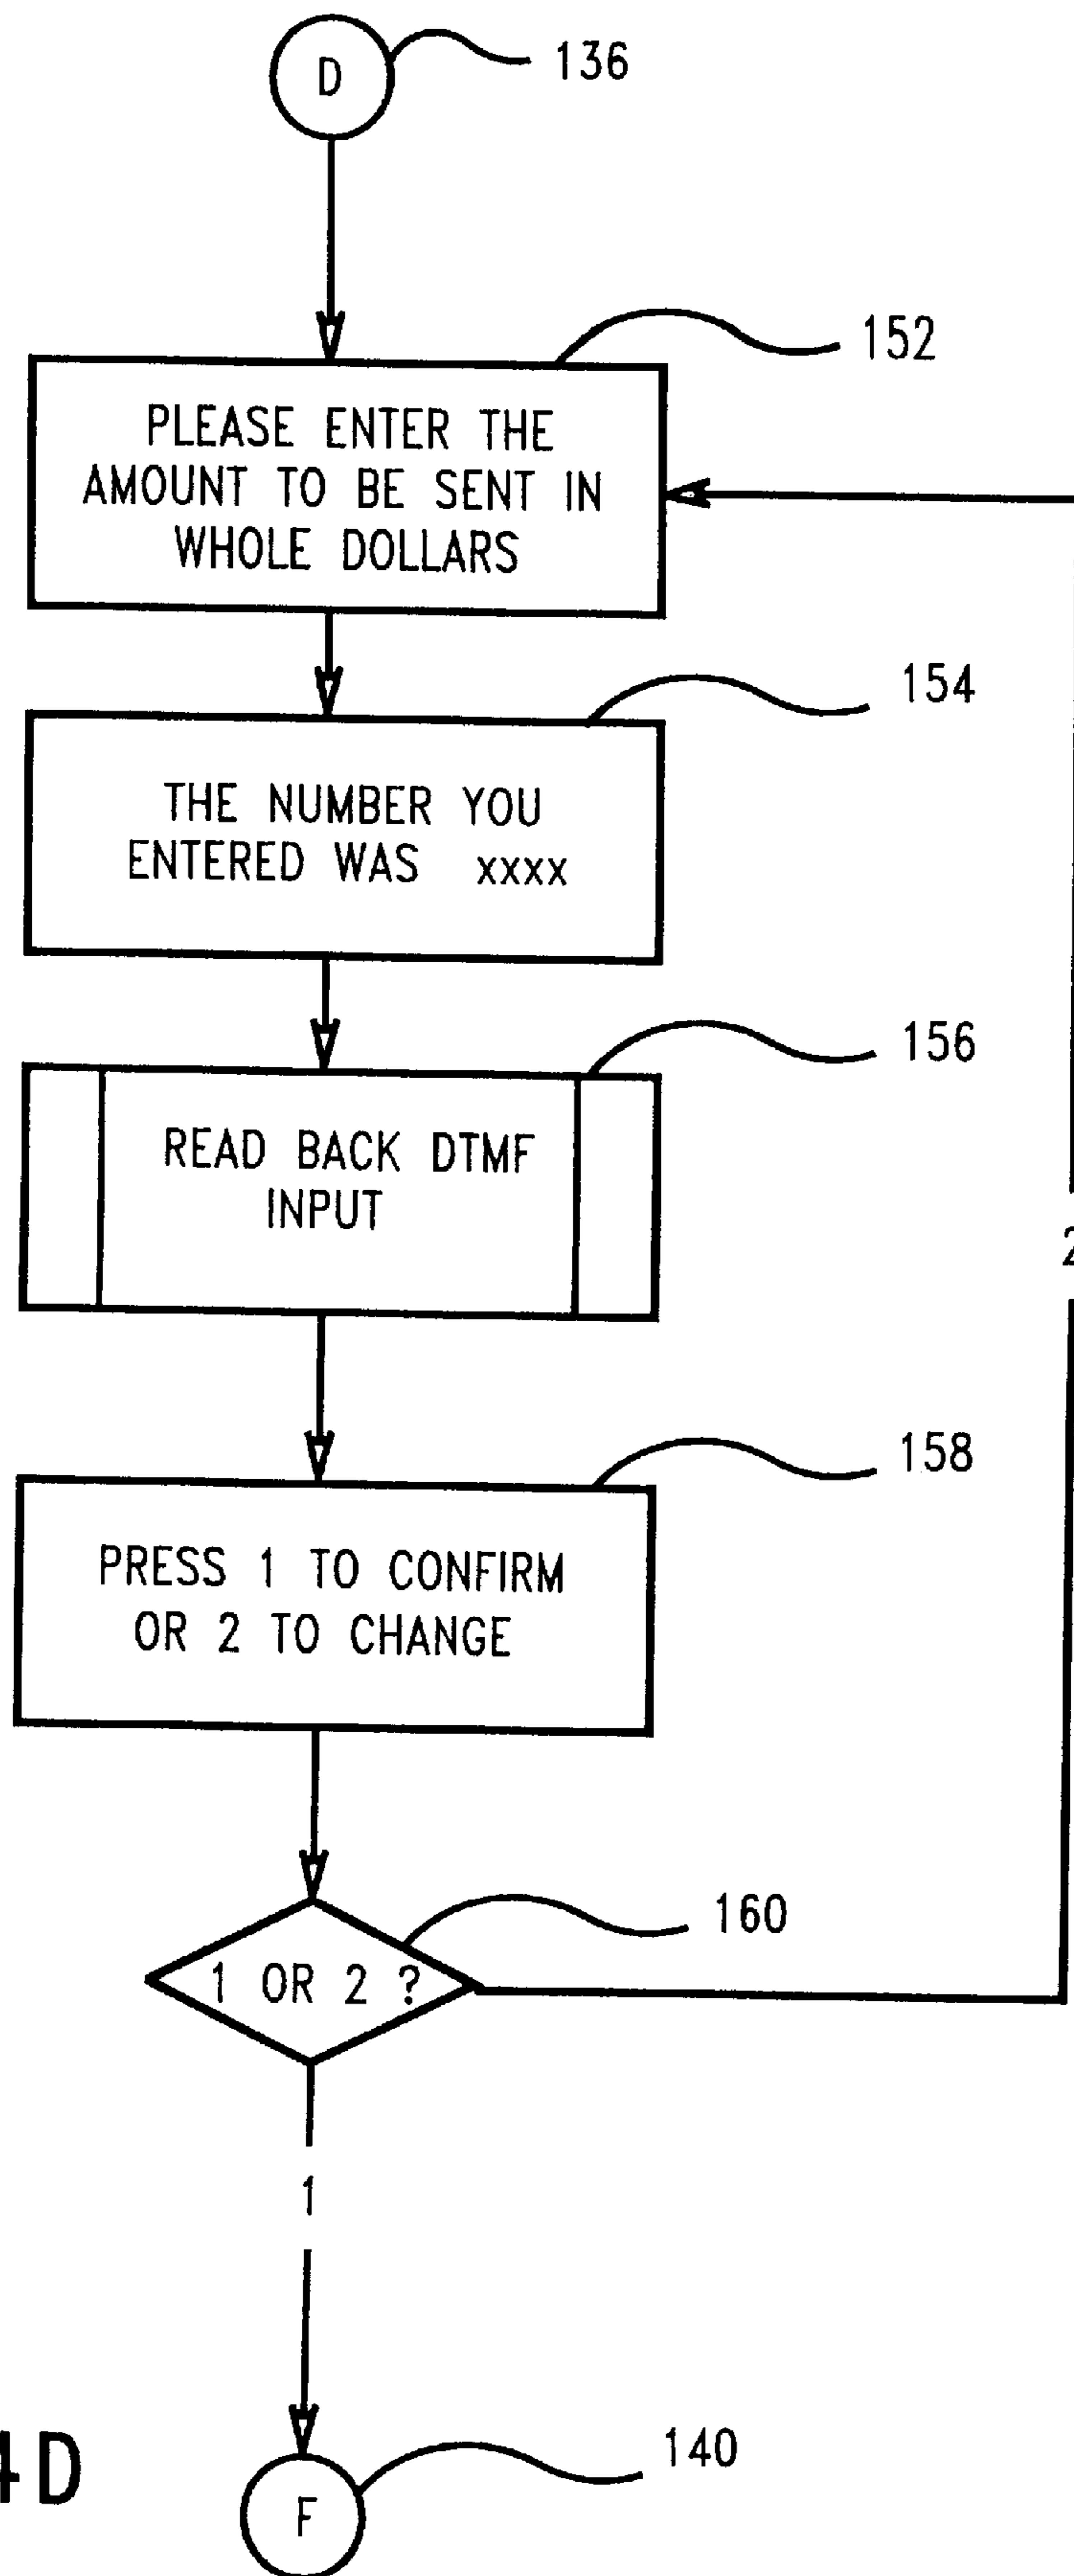 D
136
152
PLEASE ENTER THE
AMOUNT TO BE SENT IN
WHOLE DOLLARS
154
THE NUMBER YOU
ENTERED WAS xxxx
156
READ BACK DTMF
INPUT
2
158
PRESS 1 TO CONFIRM
OR 2 TO CHANGE
160
1 OR 2 ?
1
140
4D
F